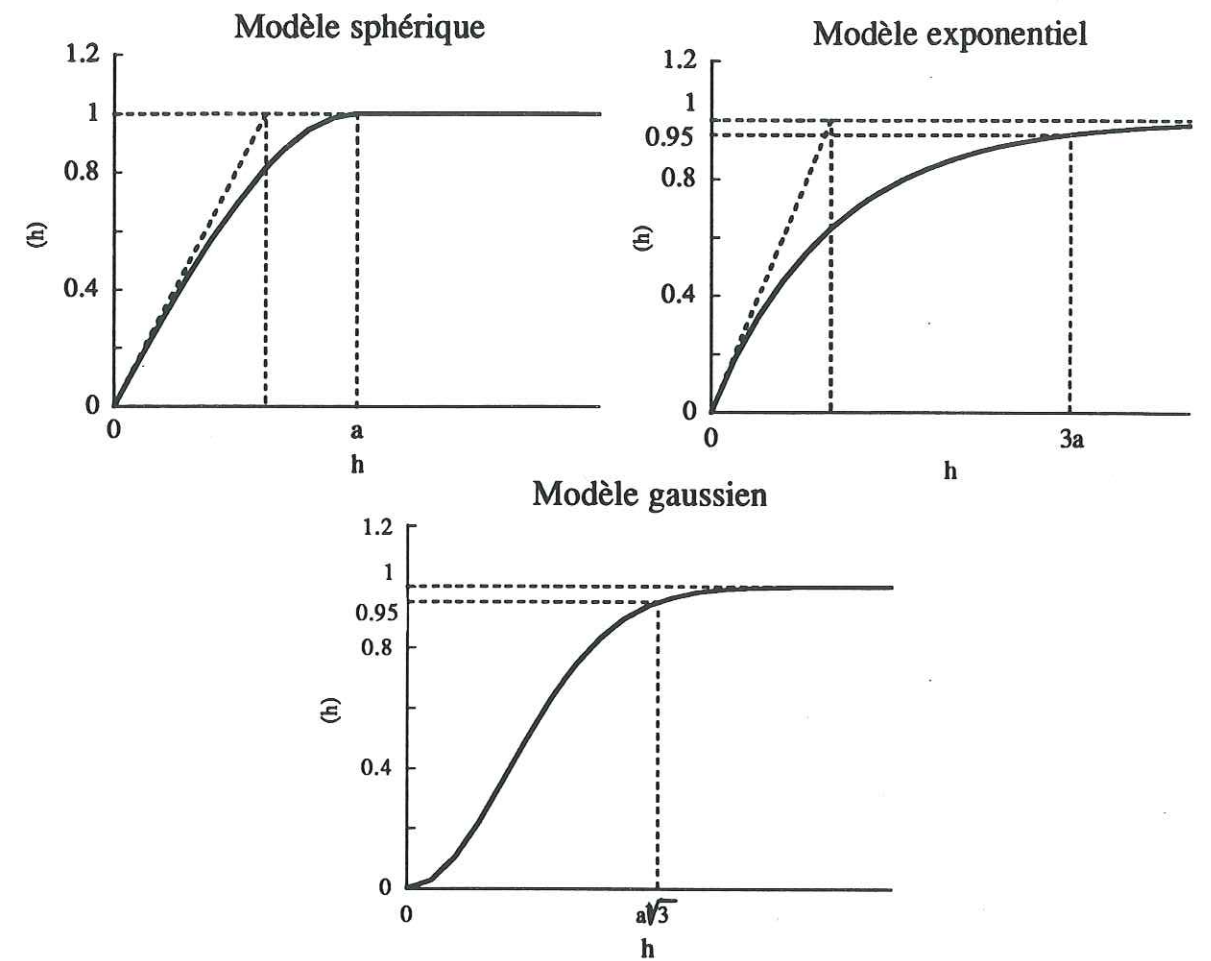 Modèle sphérique
1.2
1
0.8
(h)
0.4
0
0
a
h
Modèle exponentiel
1.2
1
0.95
0.8
(h)
0.4
0
0
3a
h
Modèle gaussien
1.2
1
0.95
0.8
(h)
0.4
0
0
a√3
h